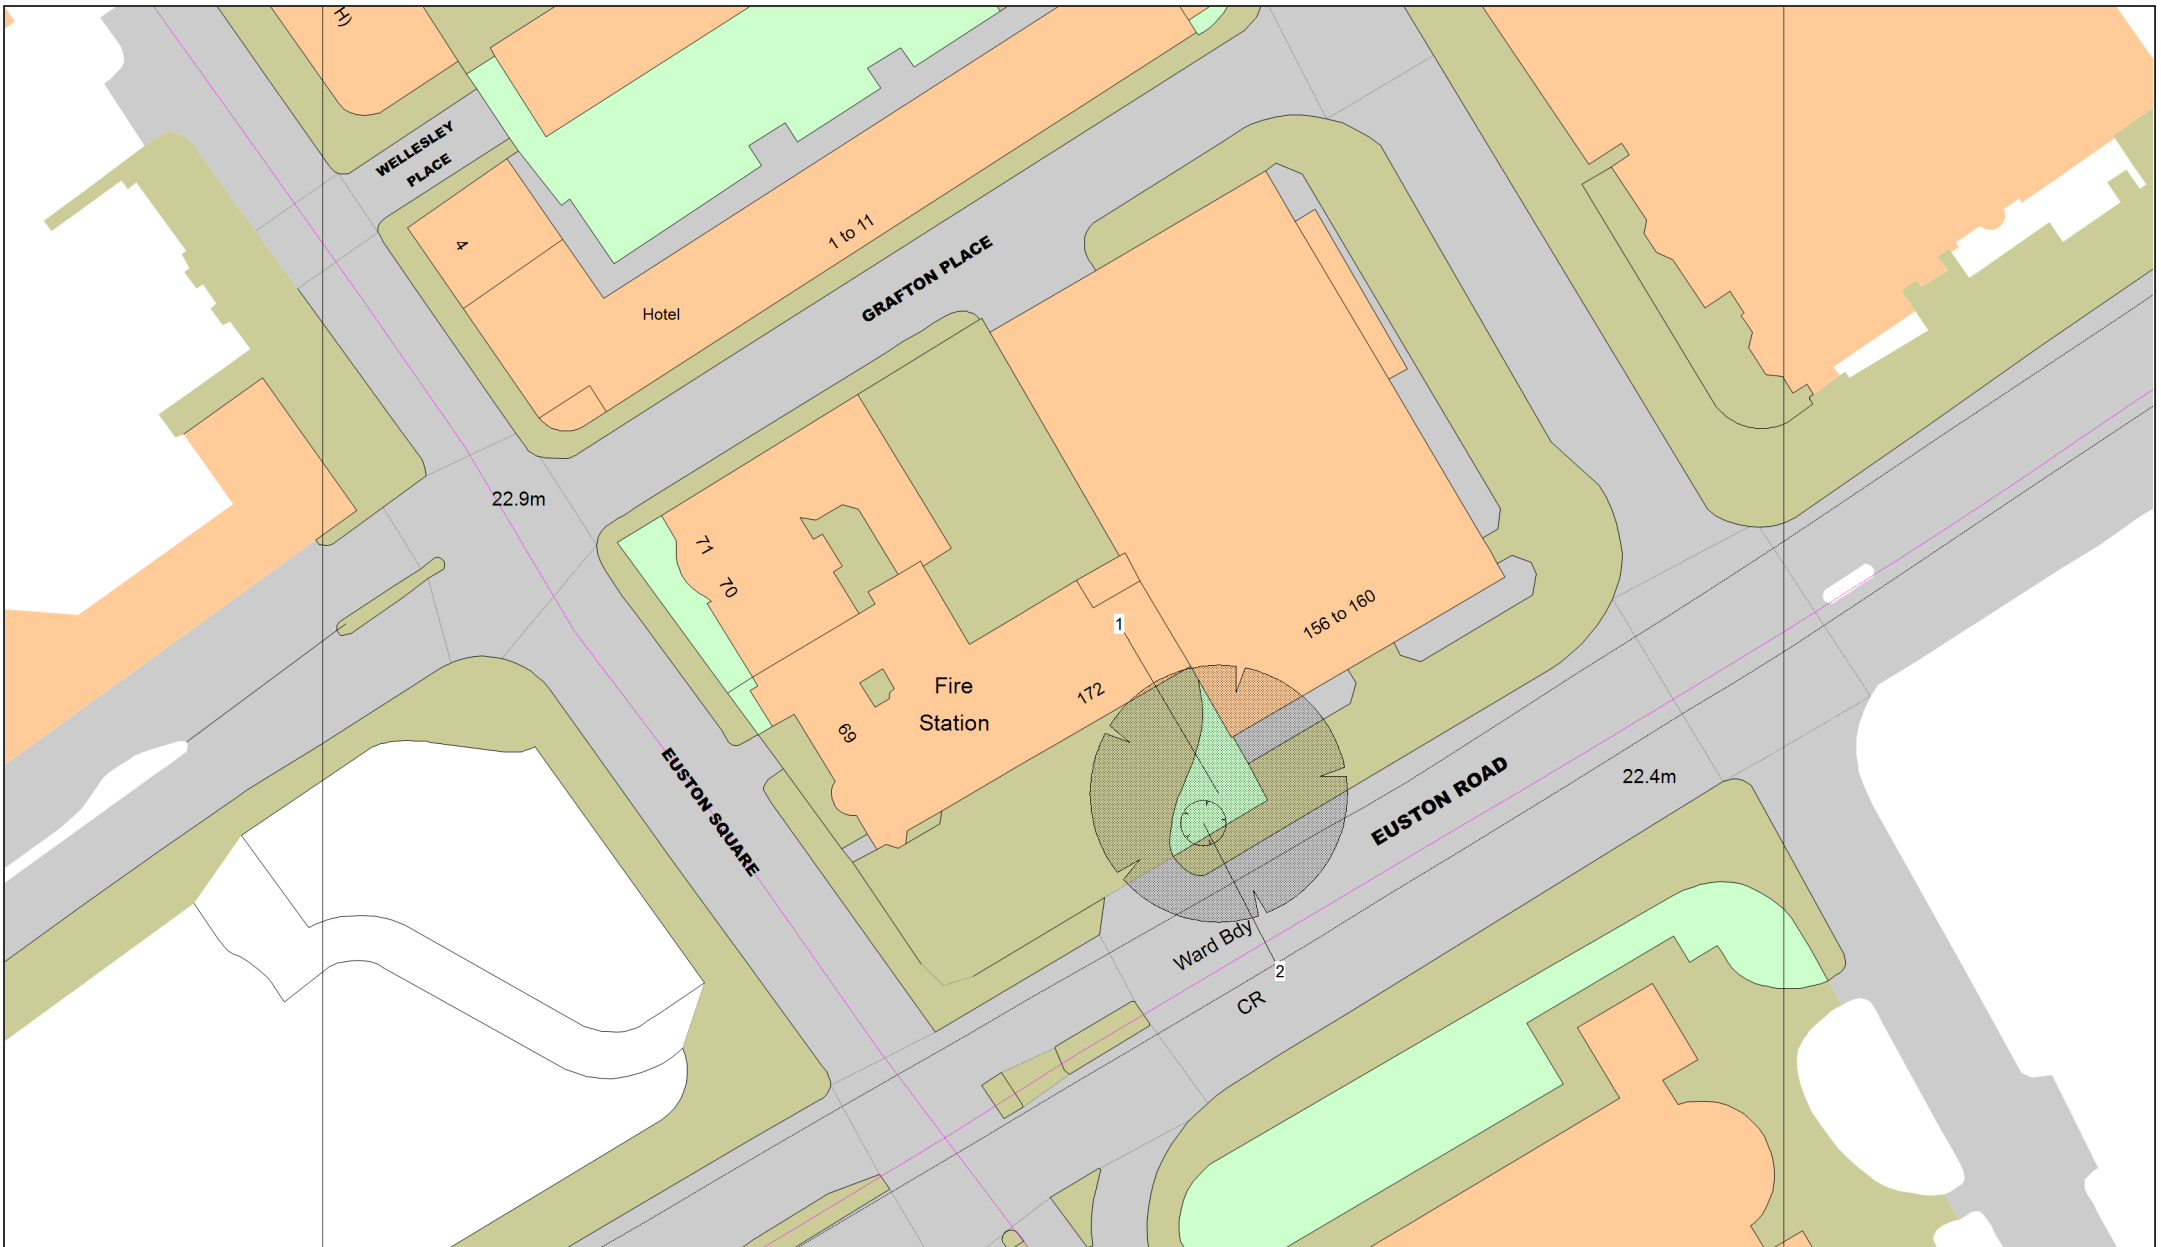 H)
WELLESLEY
PLACE
4
1 to 11
GRAFTON PLACE
Hotel
22.9m
71
70
156 to 160
1
Fire
Station
172
69
EUSTON SQUARE
EUSTON ROAD
22.4m
Ward Bdy
2
CR